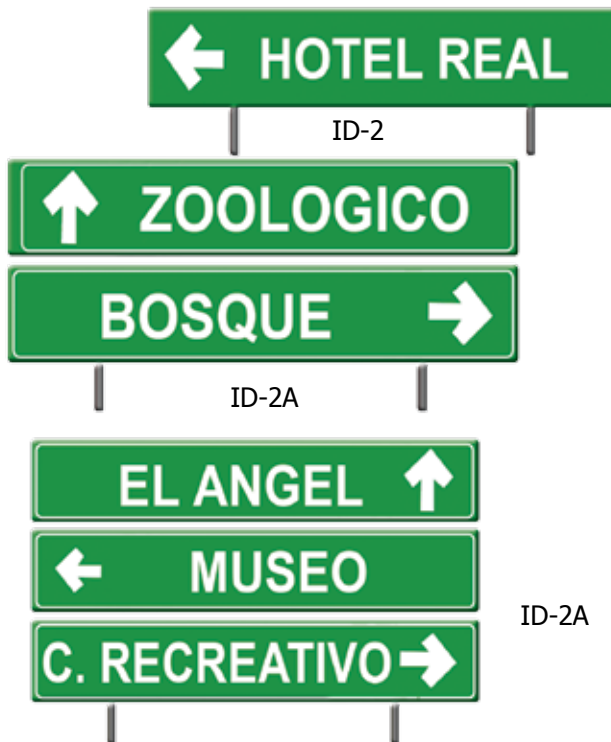 HOTEL REAL
ID-2
ZOOLOGICO
BOSQUE
ID-2A
EL ANGEL
MUSEO
ID-2A
C. RECREATIVO